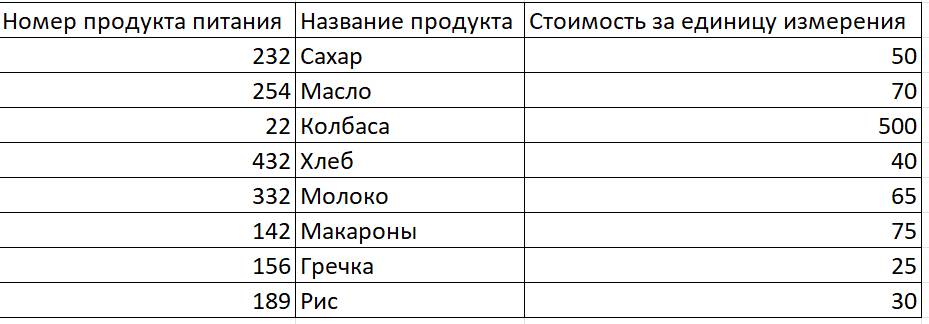 Номер продукта питания Название продукта Стоимость за единицу измерения
232 Сахар 50
254 Масло 70
22 Колбаса 500
432 Хлеб 40
332 Молоко 65
142 Макароны 75
156 Гречка 25
189 Рис 30